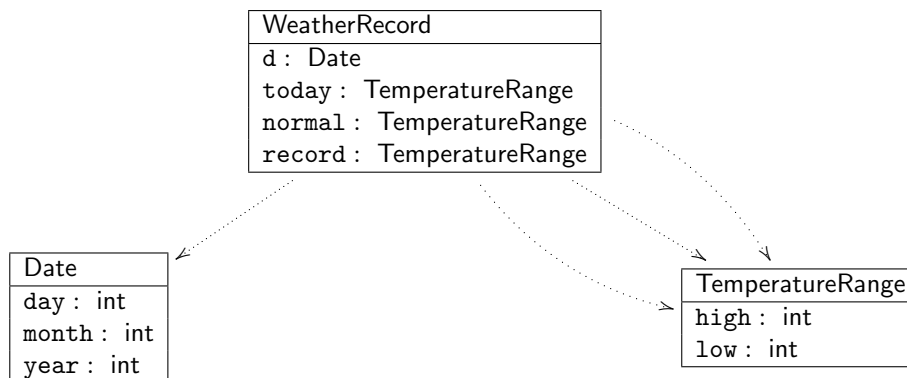 WeatherRecord
d : Date
today : TemperatureRange
normal : TemperatureRange
record : TemperatureRange
Date
day : int
month : int
year : int
TemperatureRange
high : int
low : int